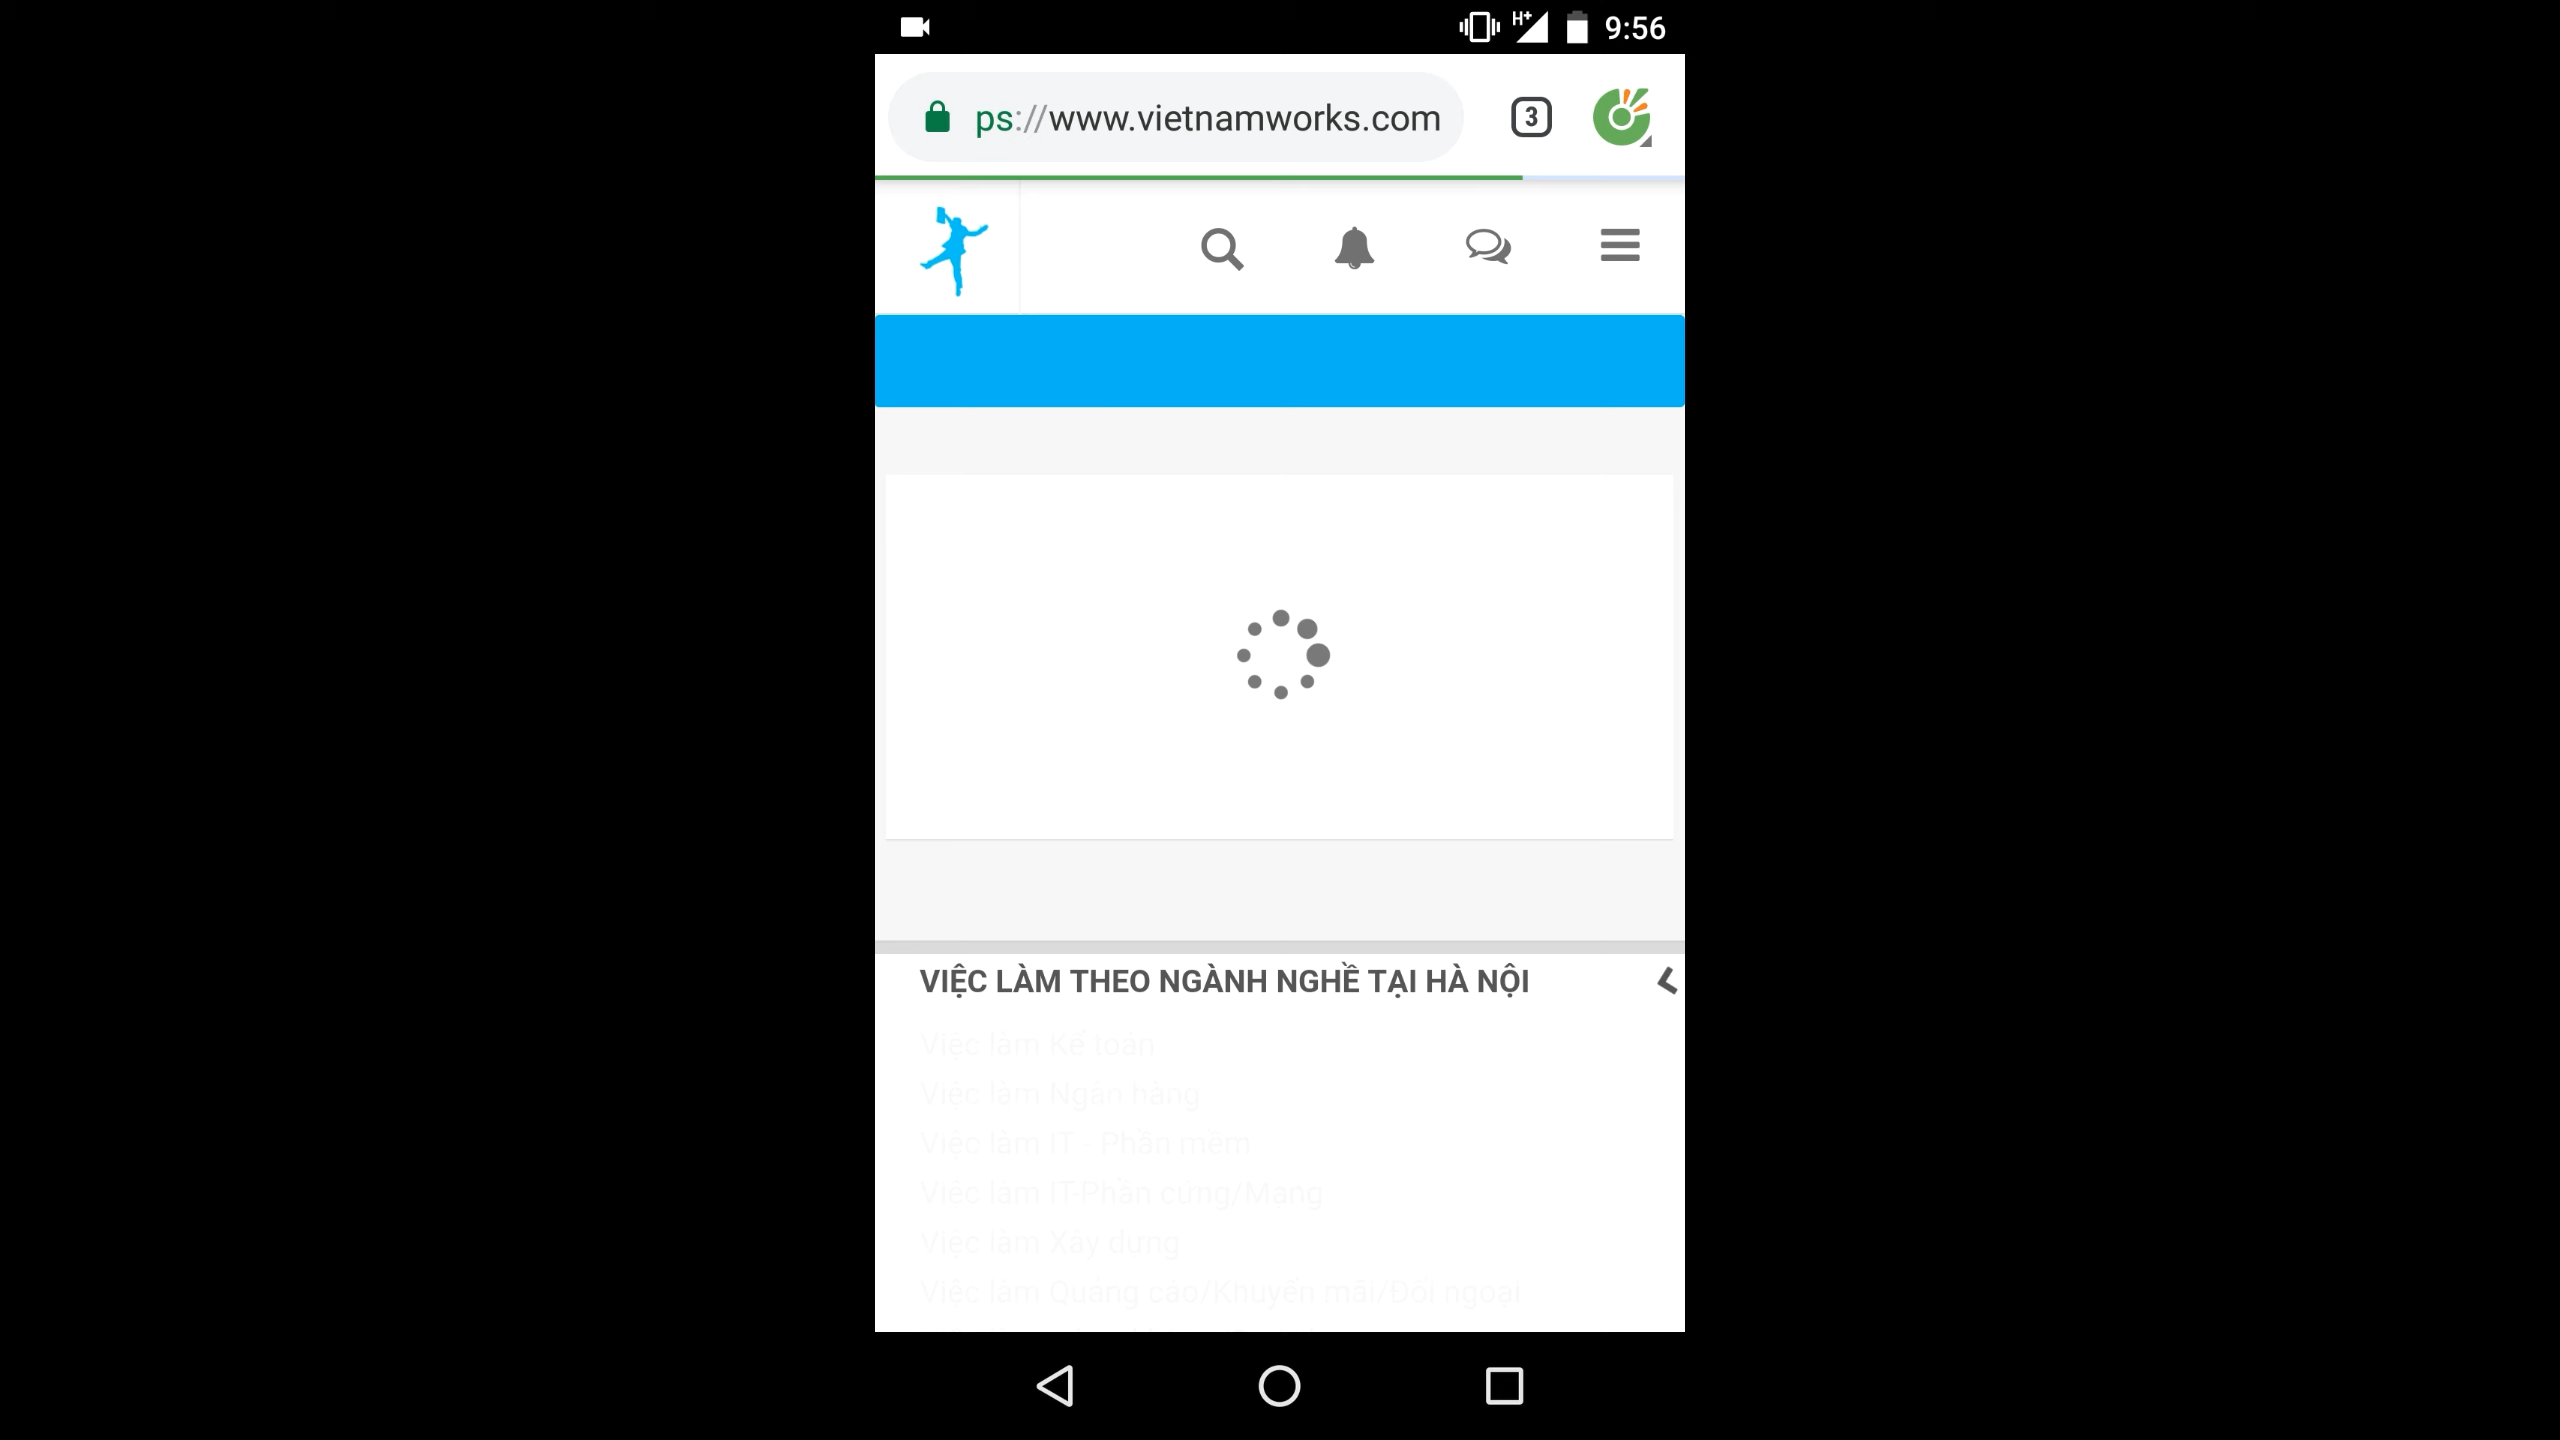 H+ 9:56
ps://www.vietnamworks.com 3
VIỆC LÀM THEO NGÀNH NGHỀ TẠI HÀ NỘI
Việc làm Kế toán
Việc làm Ngân hàng
Việc làm IT - Phần mềm
Việc làm IT-Phần cứng/Mạng
Việc làm Xây dựng
Việc làm Quảng cáo/Khuyến mãi/Đối ngoại